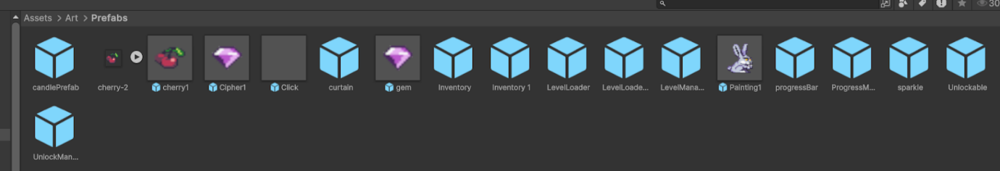 30
Assets > Art > Prefabs
candlePrefab cherry-2 cherry1 Cipher1 Click curtain gem Inventory Inventory 1 LevelLoader LevelLoade... LevelMana... Painting1 progressBar ProgressM... sparkle Unlockable
UnlockMan...